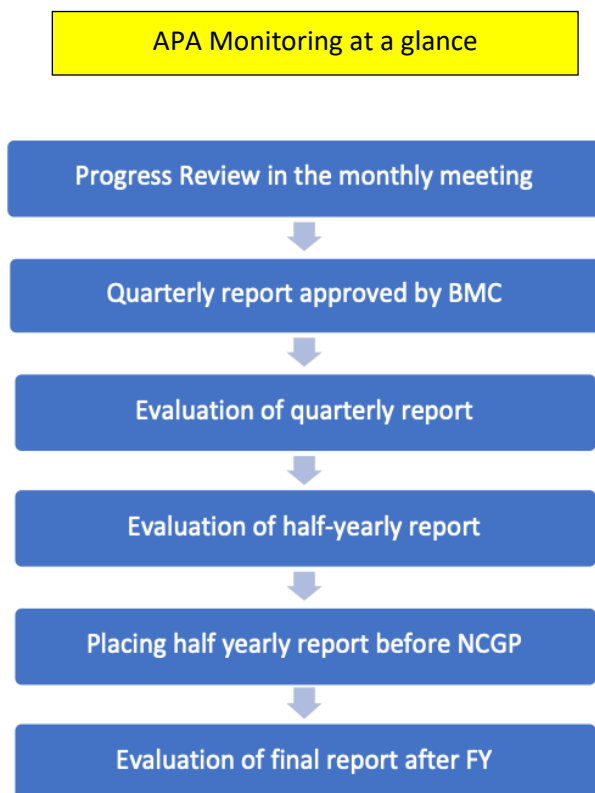 APA Monitoring at a glance
Progress Review in the monthly meeting
Quarterly report approved by BMC
Evaluation of quarterly report
Evaluation of half-yearly report
Placing half yearly report before NCGP
Evaluation of final report after FY